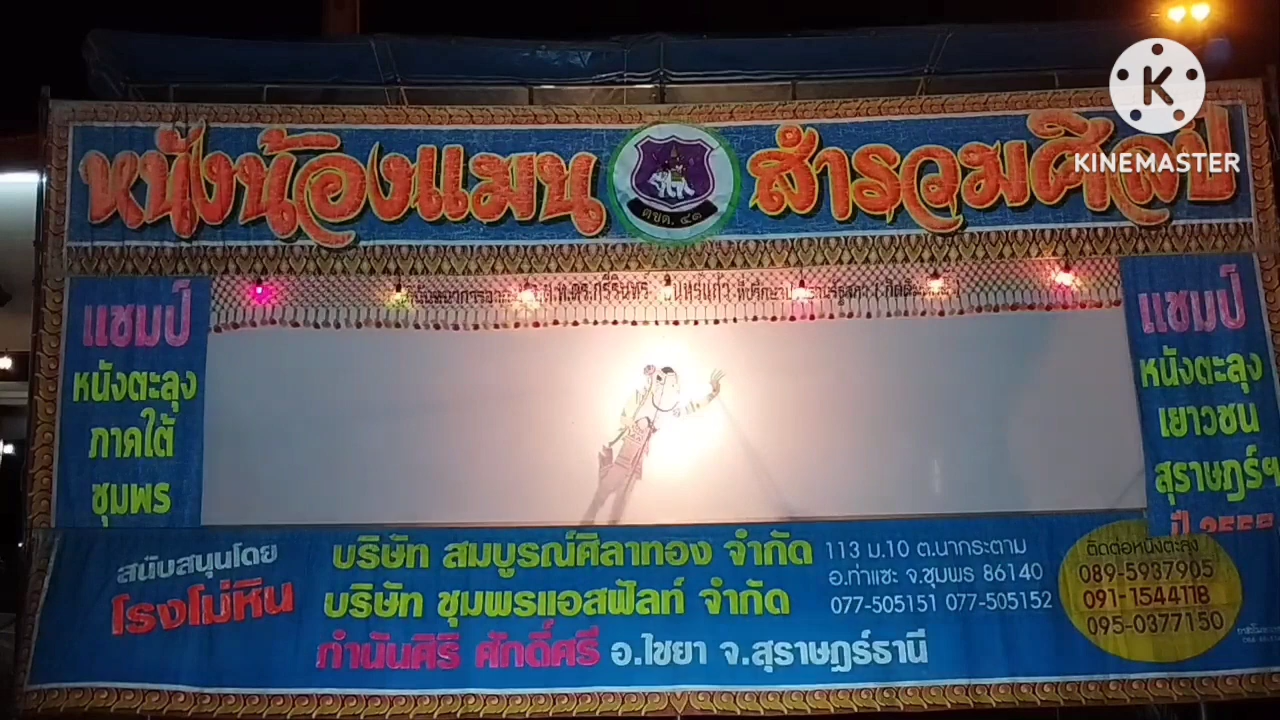 หนังน้องแมน สำรวมศิลป์
ตชด. ๔๑
KINEMASTER
แชมป์
หนังตะลุง
ภาคใต้
ชุมพร
แชมป์
หนังตะลุง
เยาวชน
สุราษฎร์ฯ
สนับสนุนโดย
โรงโม่หิน
บริษัท สมบูรณ์ศิลาทอง จำกัด
บริษัท ชุมพรแอสฟัลท์ จำกัด
กำนันศิริ ศักดิ์ศรี อ.ไชยา จ.สุราษฎร์ธานี
113 ม.10 ต.นากระตาม
อ.ท่าแซะ จ.ชุมพร 86140
077-505151 077-505152
ติดต่อหนังตะลุง
089-5937905
091-1544118
095-0377150